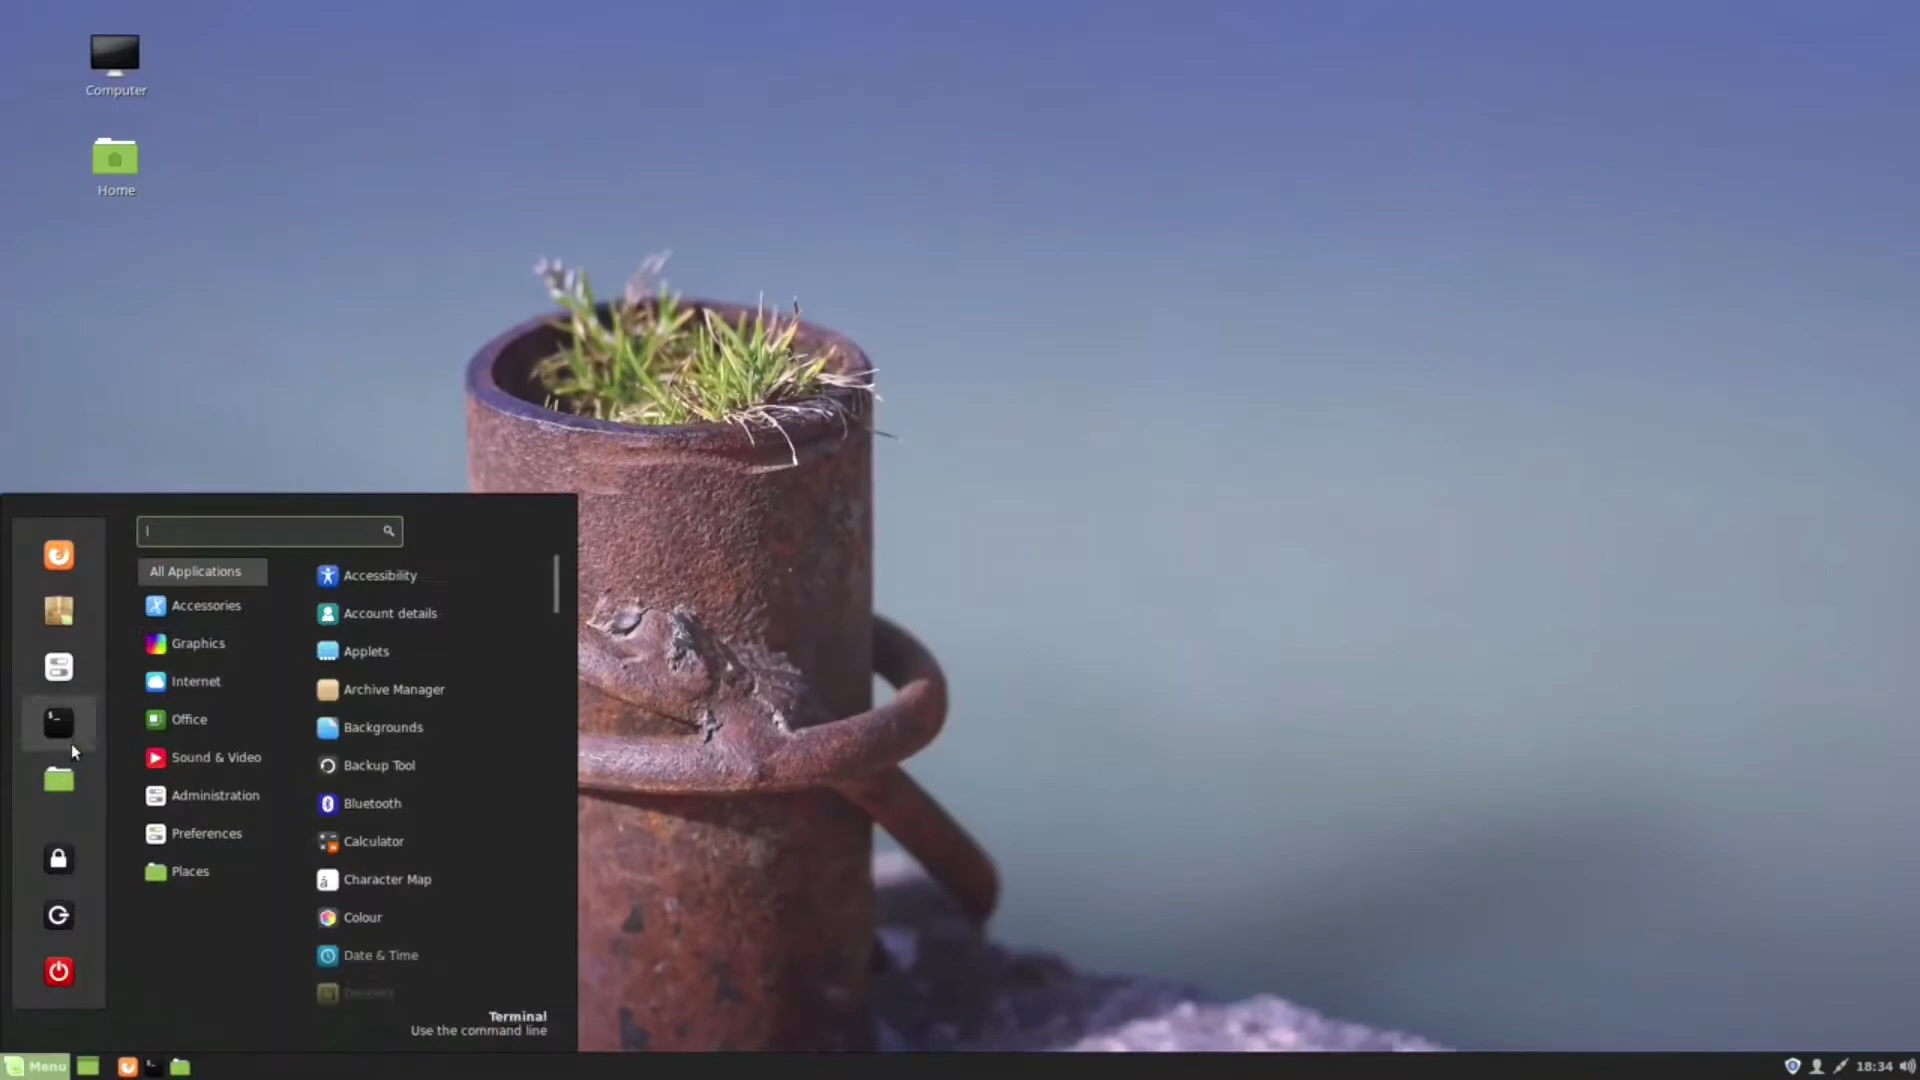 Computer
Home
All Applications
Accessories
Graphics
Internet
Office
Sound & Video
Administration
Preferences
Places
Accessibility
Account details
Applets
Archive Manager
Backgrounds
Backup Tool
Bluetooth
Calculator
Character Map
Colour
Date & Time
Terminal
Use the command line
Menu
18:34